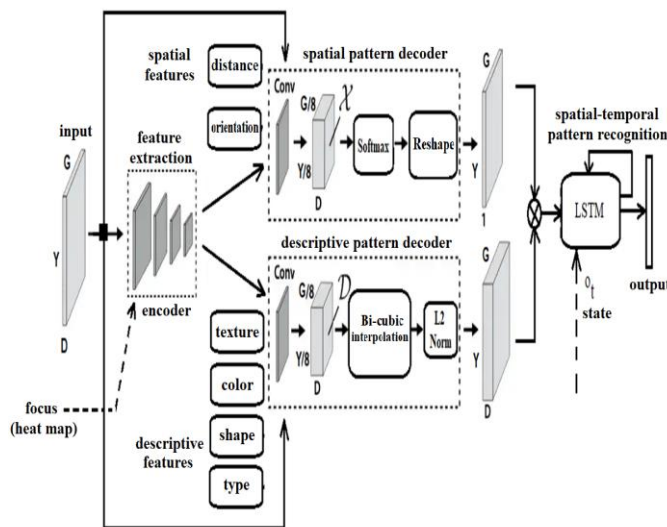 spatial
features
distance
orientation
spatial pattern decoder
Conv
G/8
X
Y/8
D
Softmax
Reshape
G
Y
1
spatial-temporal
pattern recognition
LSTM
output
o_t
state
input
G
Y
D
feature
extraction
encoder
focus
(heat map)
texture
color
shape
type
descriptive
features
descriptive pattern decoder
Conv
G/8
D
Y/8
D
Bi-cubic
interpolation
L2
Norm
G
Y
D